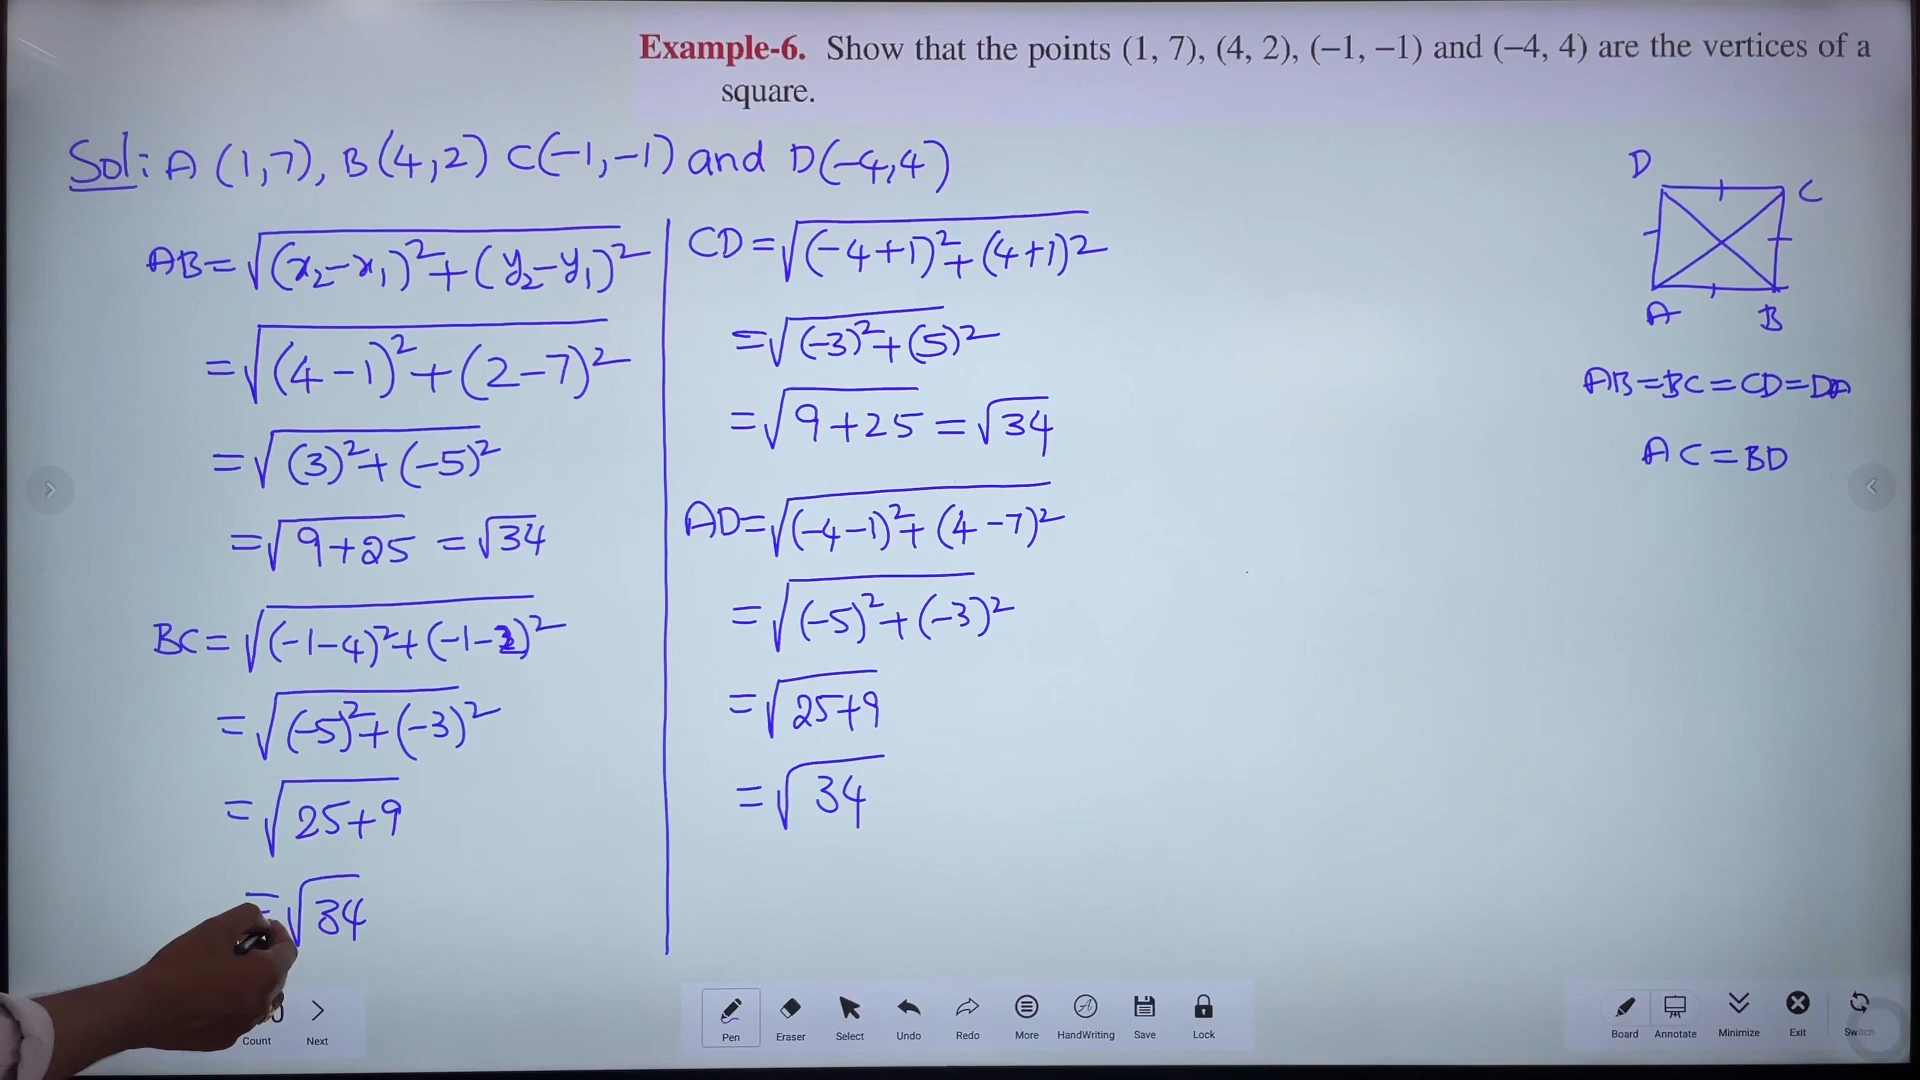 Example-6. Show that the points (1, 7), (4, 2), (−1, −1) and (−4, 4) are the vertices of a
square.
Sol: A (1,7), B(4,2) C(-1,-1) and D(-4,4)
AB=√(x₂-x₁)²+(y₂-y₁)²
=√(4-1)²+(2-7)²
=√(3)²+(-5)²
=√9+25 =√34
BC=√(-1-4)²+(-1-2)²
=√(-5)²+(-3)²
=√25+9
=√34
CD=√(-4+1)²+(4+1)²
=√(-3)²+(5)²
=√9+25 =√34
AD=√(-4-1)²+(4-7)²
=√(-5)²+(-3)²
=√25+9
=√34
D
C
A
B
AB=BC=CD=DA
AC=BD
Count
Next
Pen
Eraser
Select
Undo
Redo
More
HandWriting
Save
Lock
Board
Annotate
Minimize
Exit
Switch